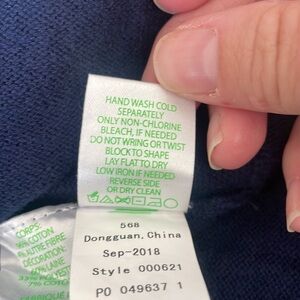 HAND WASH COLD
SEPARATELY
ONLY NON-CHLORINE
BLEACH, IF NEEDED
DO NOT WRING OR TWIST
BLOCK TO SHAPE
LAY FLAT TO DRY
LOW IRON IF NEEDED
REVERSE SIDE
OR DRY CLEAN
568
Dongguan, China
Sep-2018
Style 000621
PO 049637 1
CORPS: